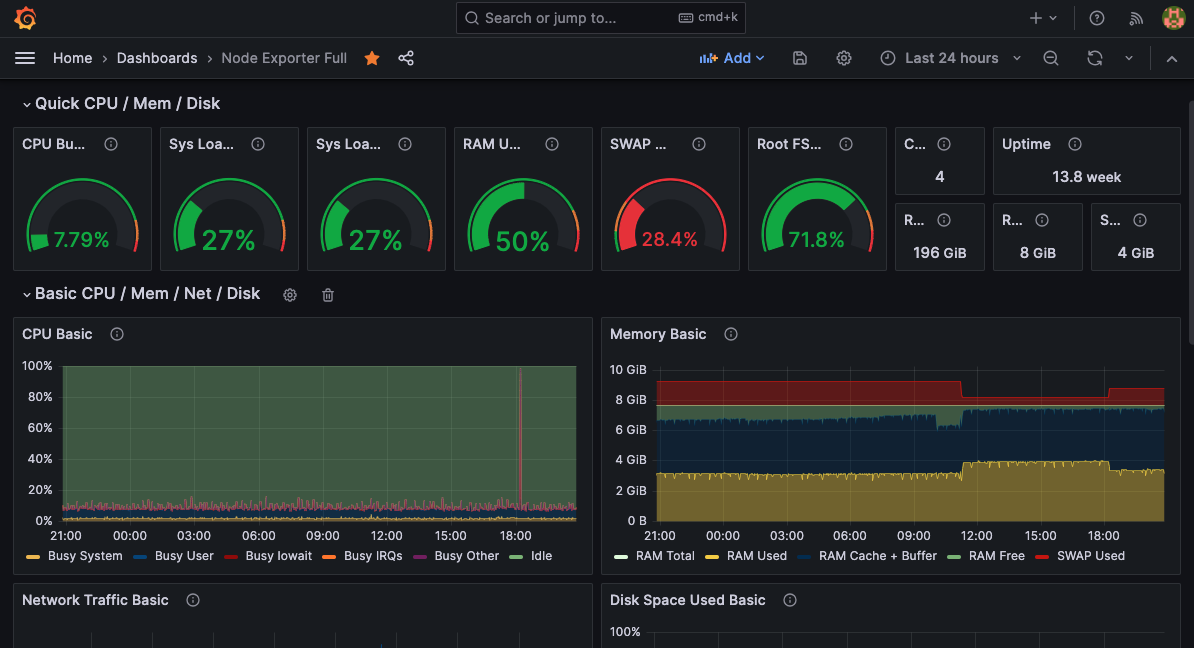 Search or jump to... cmd+k
Home › Dashboards › Node Exporter Full Add Last 24 hours
Quick CPU / Mem / Disk
CPU Bu... Sys Loa... Sys Loa... RAM U... SWAP ... Root FS... C... Uptime
4 13.8 week
R... R... S...
7.79% 27% 27% 50% 28.4% 71.8% 196 GiB 8 GiB 4 GiB
Basic CPU / Mem / Net / Disk
CPU Basic
100%
80%
60%
40%
20%
0%
21:00 00:00 03:00 06:00 09:00 12:00 15:00 18:00
Busy System Busy User Busy Iowait Busy IRQs Busy Other Idle
Memory Basic
10 GiB
8 GiB
6 GiB
4 GiB
2 GiB
0 B
21:00 00:00 03:00 06:00 09:00 12:00 15:00 18:00
RAM Total RAM Used RAM Cache + Buffer RAM Free SWAP Used
Network Traffic Basic
Disk Space Used Basic
100%